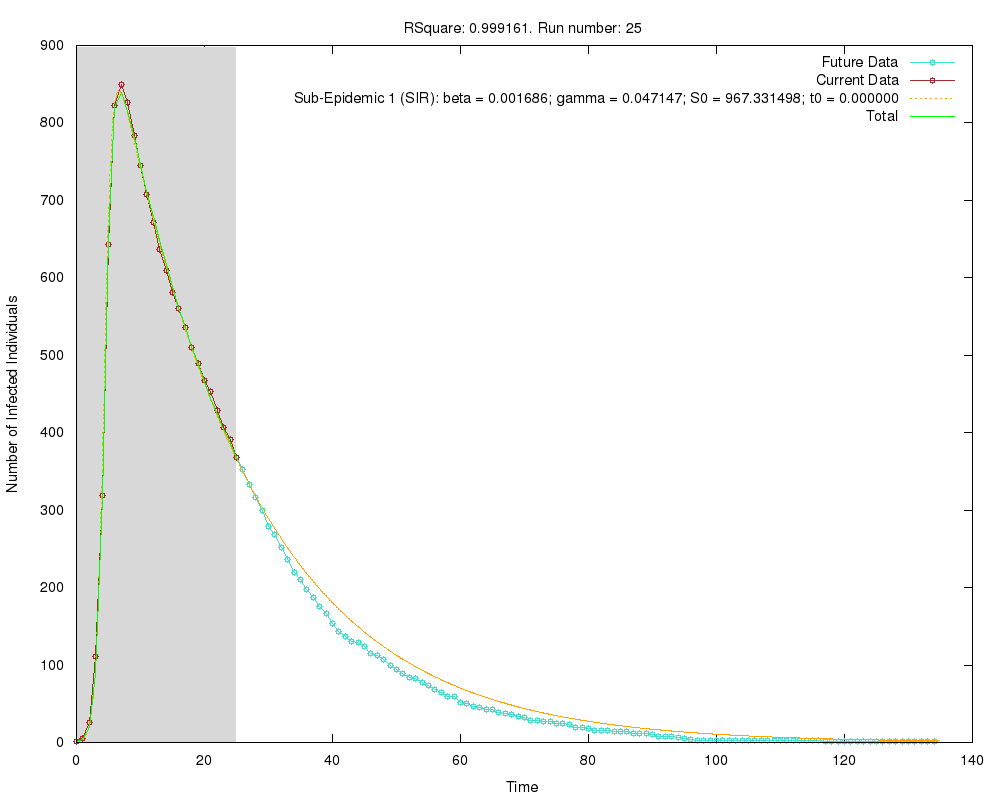 RSquare: 0.999161. Run number: 25
Future Data
Current Data
Sub-Epidemic 1 (SIR): beta = 0.001686; gamma = 0.047147; S0 = 967.331498; t0 = 0.000000
Total
900
800
700
600
500
400
300
200
100
0
Number of Infected Individuals
0 20 40 60 80 100 120 140
Time